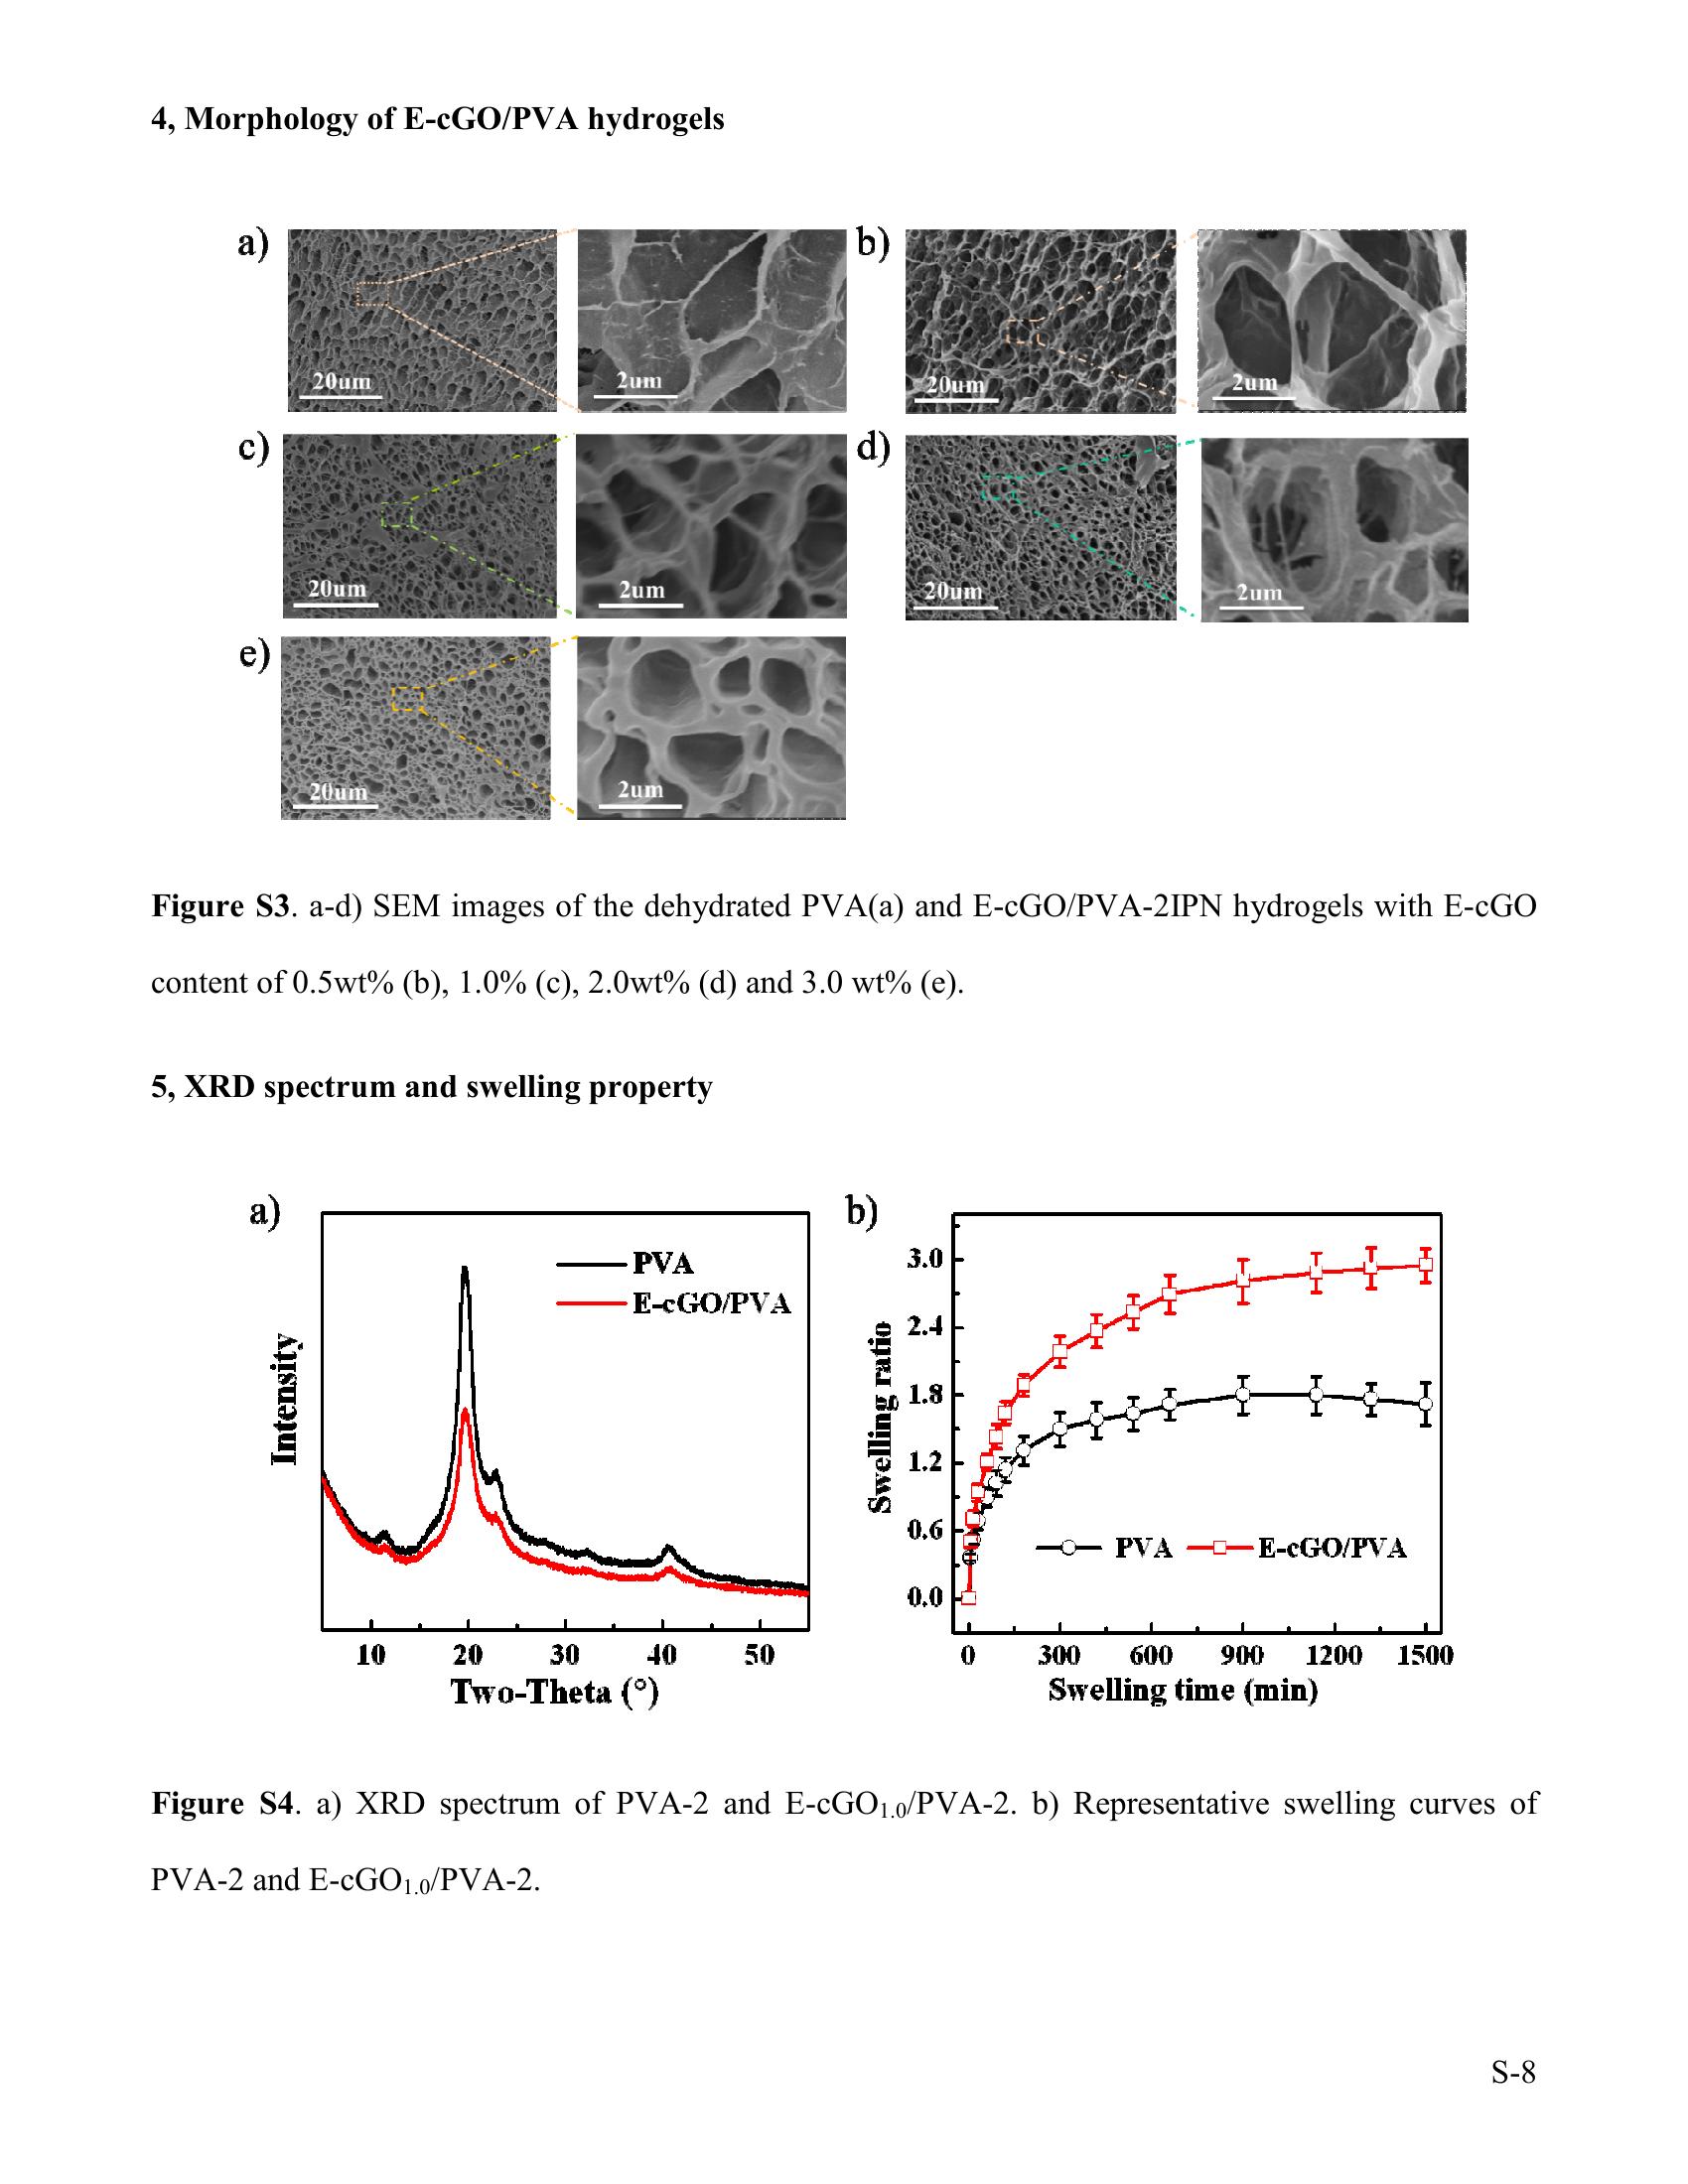 4, Morphology of E-cGO/PVA hydrogels
a)
20um
2um
b)
20um
2um
c)
20um
2um
d)
20um
2um
e)
20um
2um
Figure S3. a-d) SEM images of the dehydrated PVA(a) and E-cGO/PVA-2IPN hydrogels with E-cGO
content of 0.5wt% (b), 1.0% (c), 2.0wt% (d) and 3.0 wt% (e).
5, XRD spectrum and swelling property
a)
PVA
E-cGO/PVA
Intensity
10 20 30 40 50
Two-Theta (°)
b)
3.0
2.4
1.8
1.2
0.6
0.0
Swelling ratio
PVA E-cGO/PVA
0 300 600 900 1200 1500
Swelling time (min)
Figure S4. a) XRD spectrum of PVA-2 and E-cGO1.0/PVA-2. b) Representative swelling curves of
PVA-2 and E-cGO1.0/PVA-2.
S-8